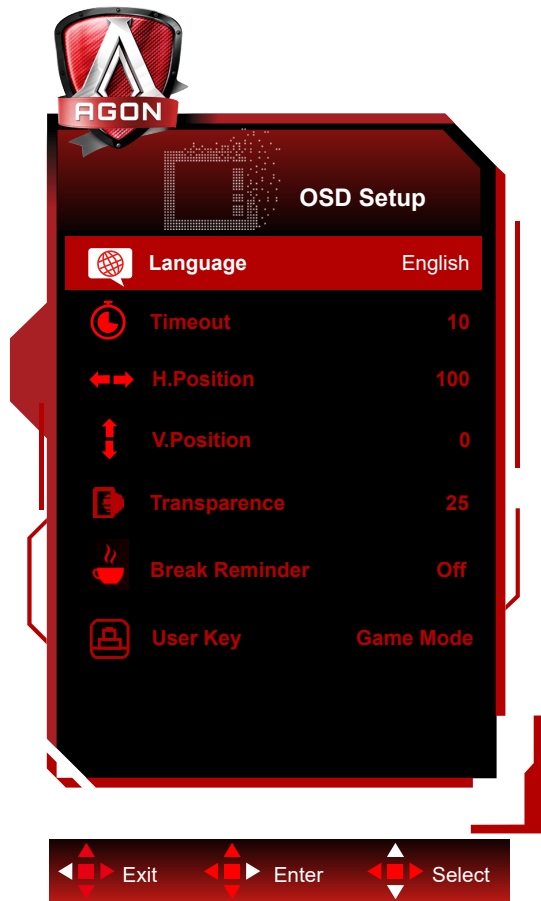 AGON
OSD Setup
Language English
Timeout 10
H.Position 100
V.Position 0
Transparence 25
Break Reminder Off
User Key Game Mode
Exit Enter Select